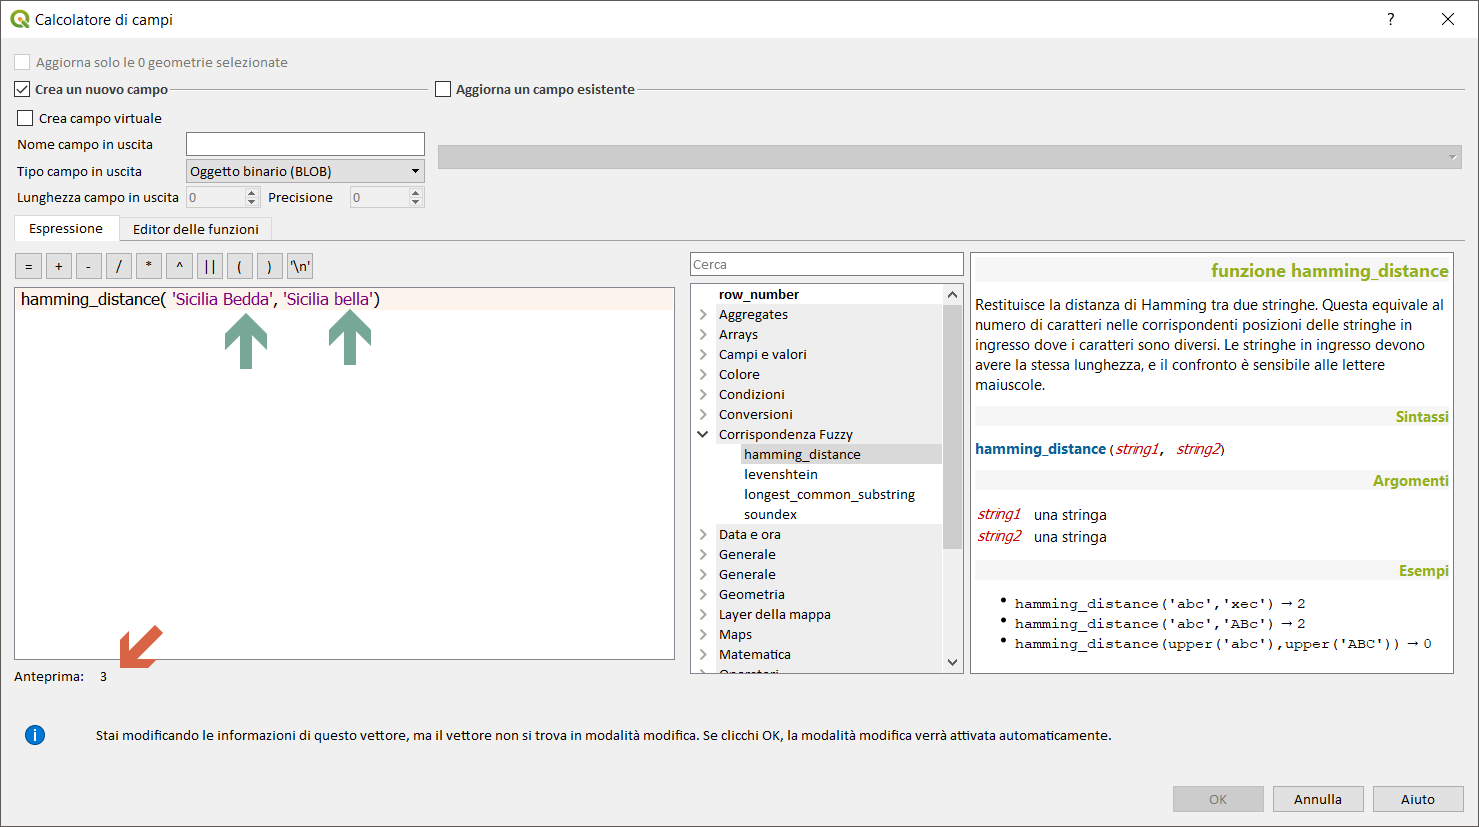 Calcolatore di campi
?
Aggiorna solo le 0 geometrie selezionate
Crea un nuovo campo
Aggiorna un campo esistente
Crea campo virtuale
Nome campo in uscita
Tipo campo in uscita Oggetto binario (BLOB)
Lunghezza campo in uscita 0 Precisione 0
Espressione Editor delle funzioni
= + - / * ^ || ( ) '\n'
hamming_distance( 'Sicilia Bedda', 'Sicilia bella')
Anteprima: 3
Cerca
row_number
Aggregates
Arrays
Campi e valori
Colore
Condizioni
Conversioni
Corrispondenza Fuzzy
hamming_distance
levenshtein
longest_common_substring
soundex
Data e ora
Generale
Generale
Geometria
Layer della mappa
Maps
Matematica
Operatori
funzione hamming_distance
Restituisce la distanza di Hamming tra due stringhe. Questa equivale al
numero di caratteri nelle corrispondenti posizioni delle stringhe in
ingresso dove i caratteri sono diversi. Le stringhe in ingresso devono
avere la stessa lunghezza, e il confronto è sensibile alle lettere
maiuscole.
Sintassi
hamming_distance(string1, string2)
Argomenti
string1 una stringa
string2 una stringa
Esempi
• hamming_distance('abc','xec') → 2
• hamming_distance('abc','ABc') → 2
• hamming_distance(upper('abc'),upper('ABC')) → 0
Stai modificando le informazioni di questo vettore, ma il vettore non si trova in modalità modifica. Se clicchi OK, la modalità modifica verrà attivata automaticamente.
OK Annulla Aiuto